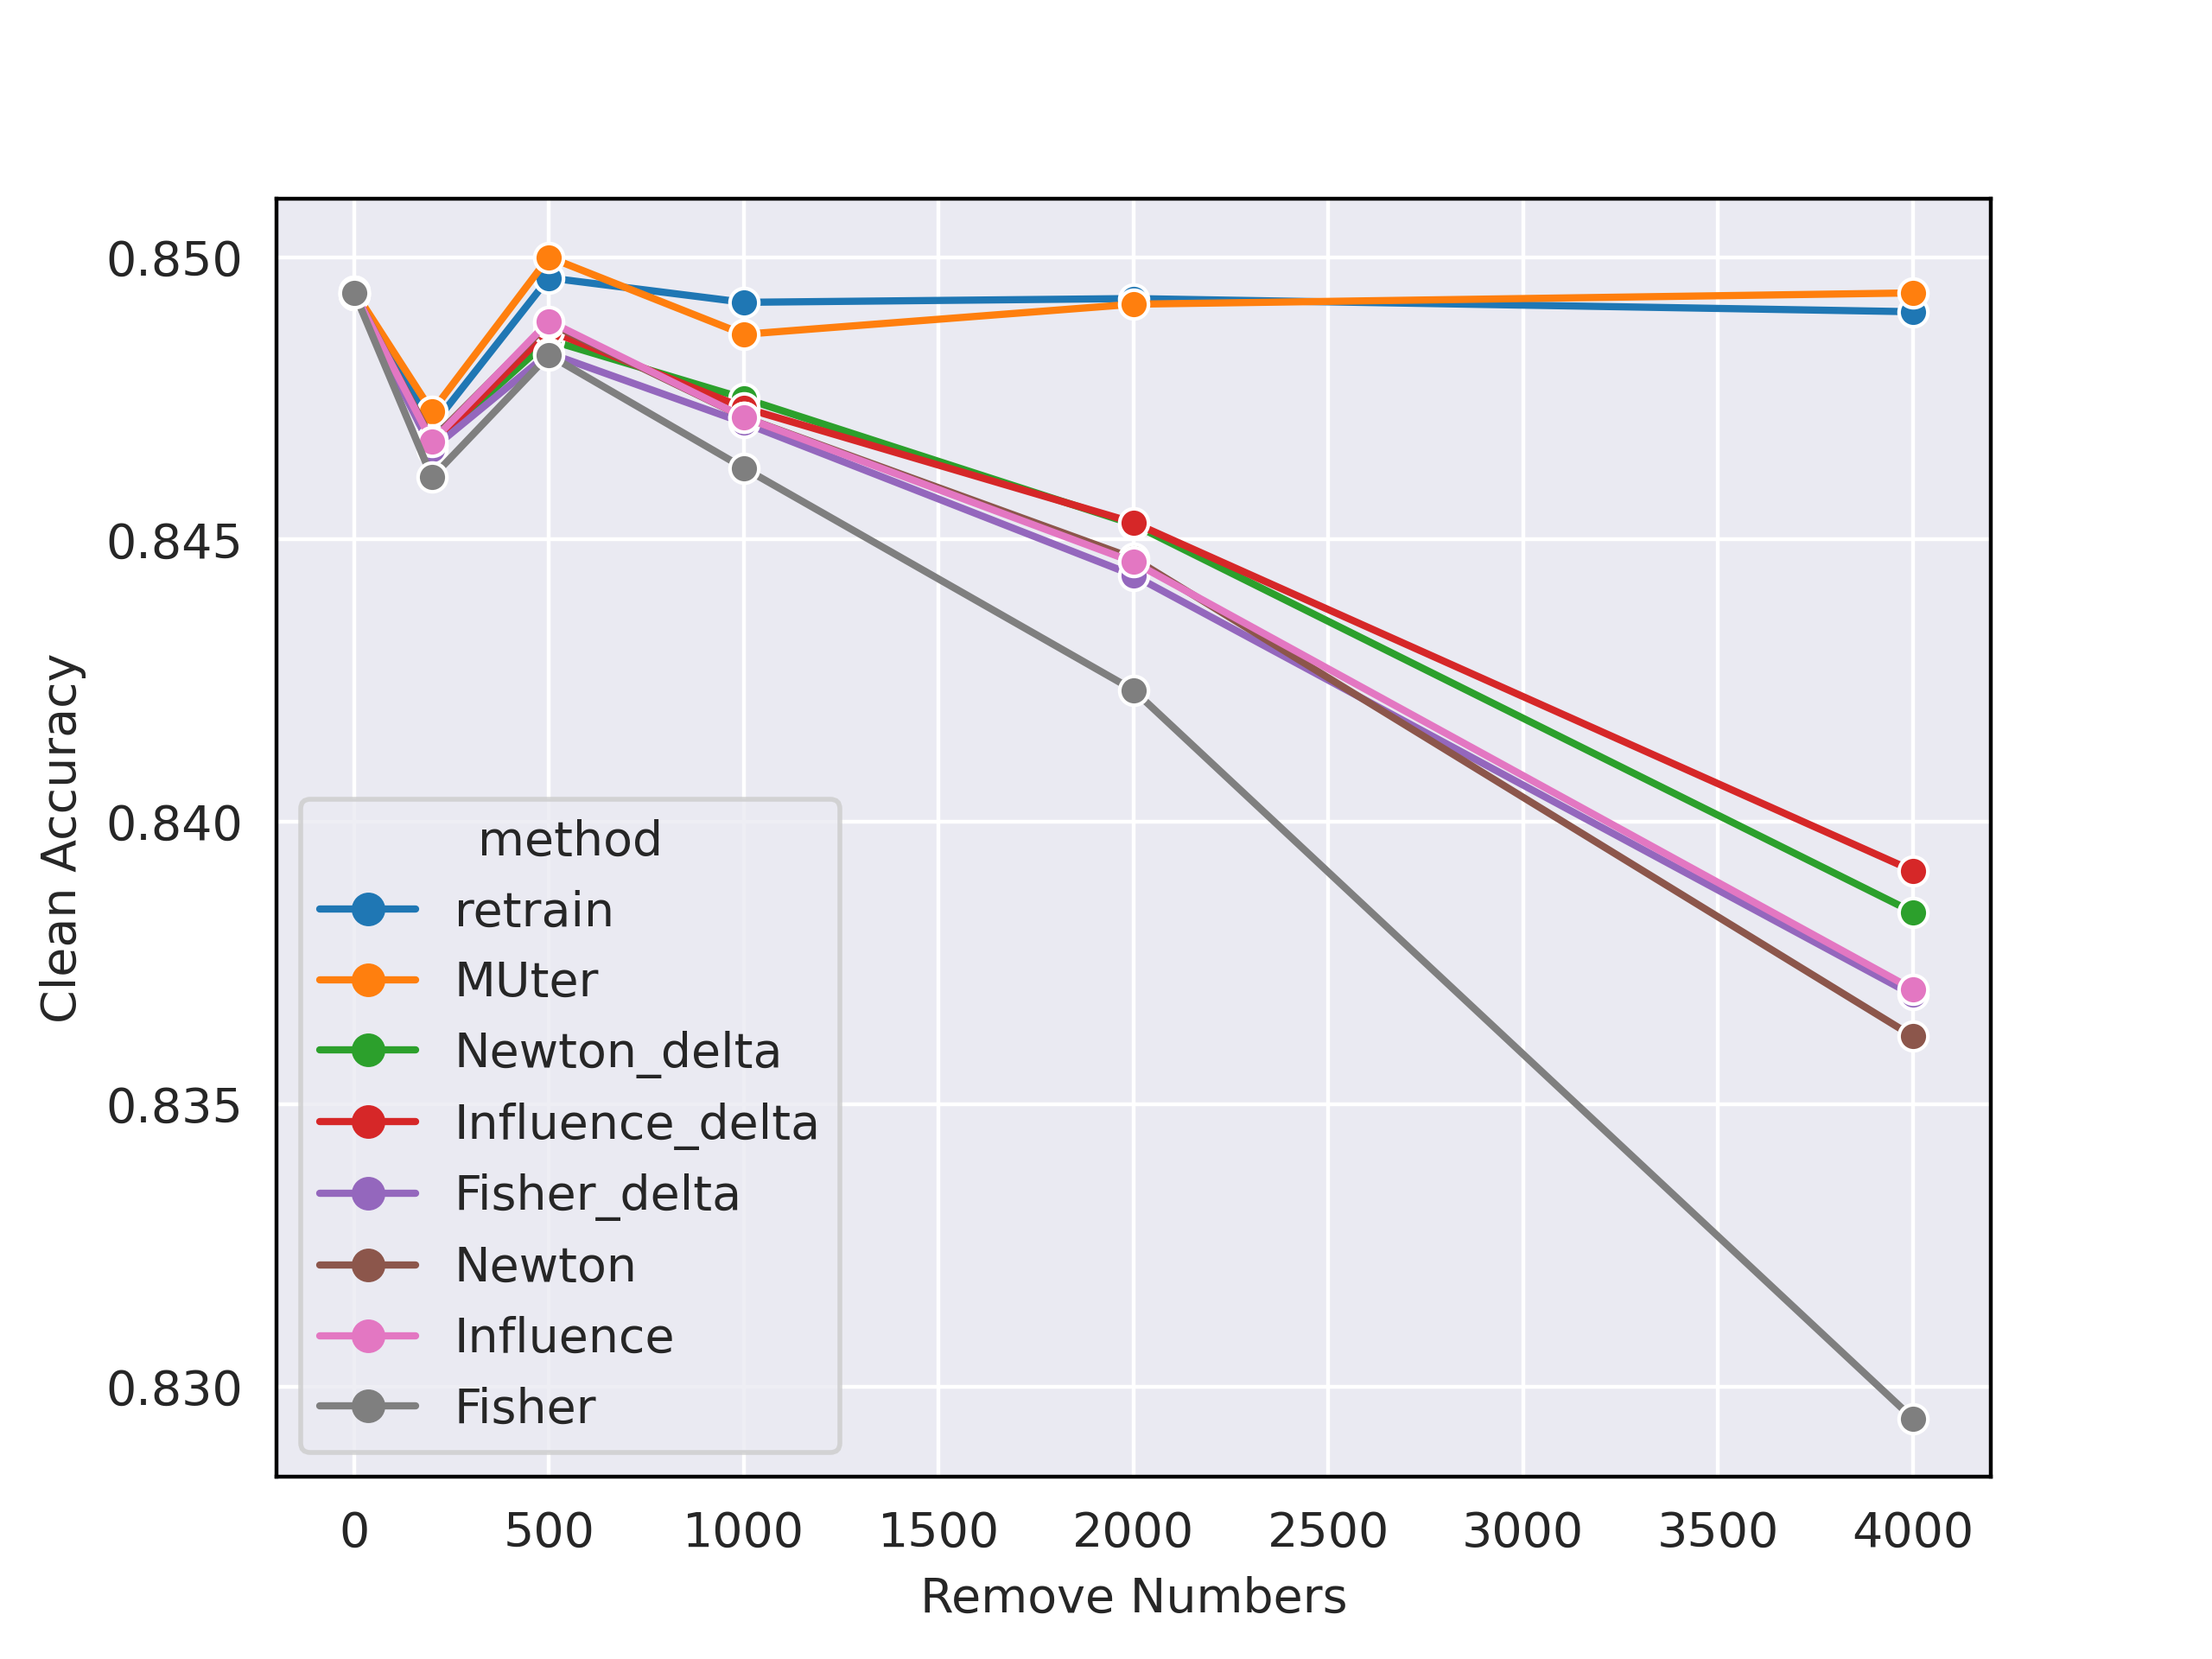 0.850
0.845
0.840
0.835
0.830
Clean Accuracy
method
retrain
MUter
Newton_delta
Influence_delta
Fisher_delta
Newton
Influence
Fisher
0 500 1000 1500 2000 2500 3000 3500 4000
Remove Numbers